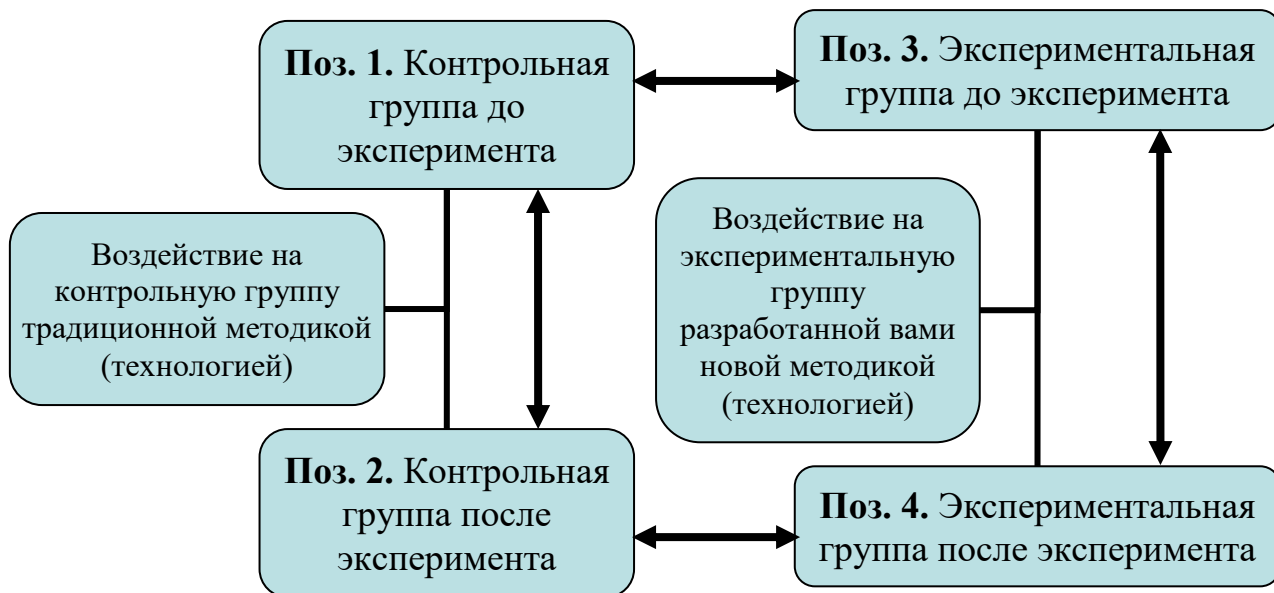 Поз. 1. Контрольная
группа до
эксперимента
Поз. 3. Экспериментальная
группа до эксперимента
Воздействие на
контрольную группу
традиционной методикой
(технологией)
Воздействие на
экспериментальную
группу
разработанной вами
новой методикой
(технологией)
Поз. 2. Контрольная
группа после
эксперимента
Поз. 4. Экспериментальная
группа после эксперимента